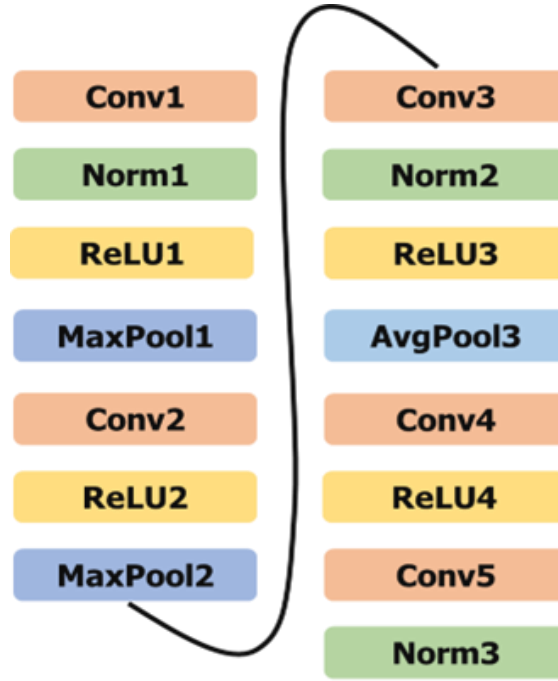 Conv1
Norm1
ReLU1
MaxPool1
Conv2
ReLU2
MaxPool2
Conv3
Norm2
ReLU3
AvgPool3
Conv4
ReLU4
Conv5
Norm3